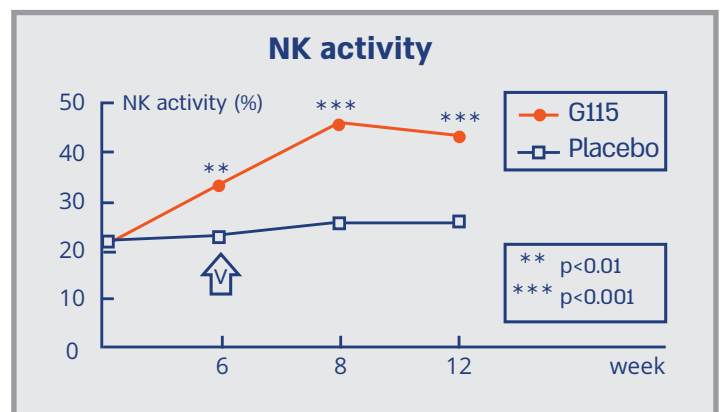 NK activity
50
NK activity (%)
40
30
20
10
0
**
***
***
V
6
8
12
week
G115
Placebo
** p<0.01
*** p<0.001